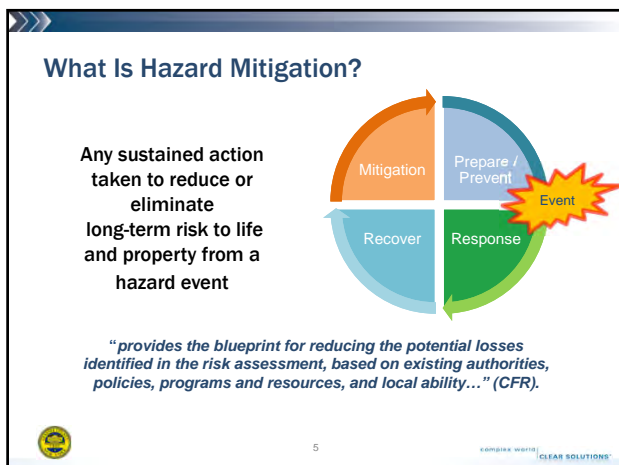 What Is Hazard Mitigation?
Any sustained action
taken to reduce or
eliminate
long-term risk to life
and property from a
hazard event
Mitigation
Prepare /
Prevent
Event
Recover
Response
“provides the blueprint for reducing the potential losses
identified in the risk assessment, based on existing authorities,
policies, programs and resources, and local ability…” (CFR).
5
complex world
CLEAR SOLUTIONS™